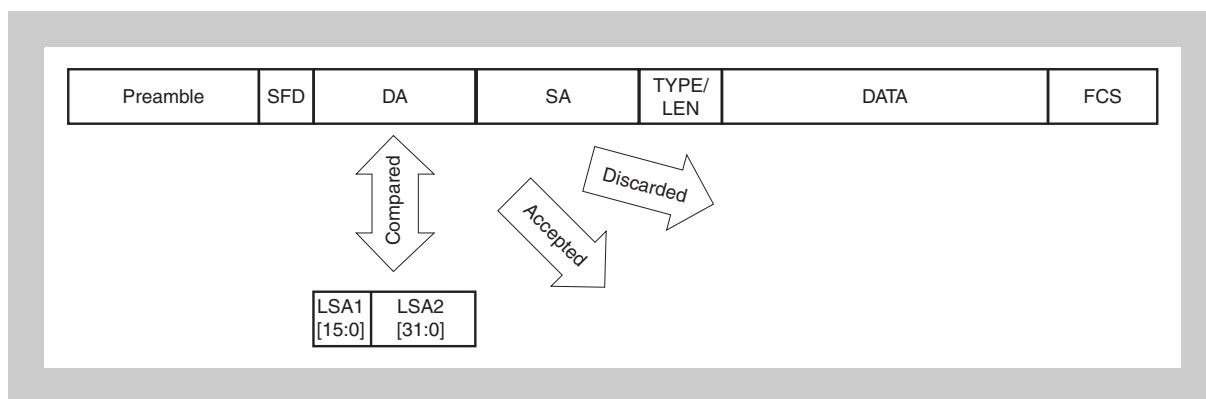 Preamble
SFD
DA
SA
TYPE/
LEN
DATA
FCS
Compared
Accepted
Discarded
LSA1
[15:0]
LSA2
[31:0]